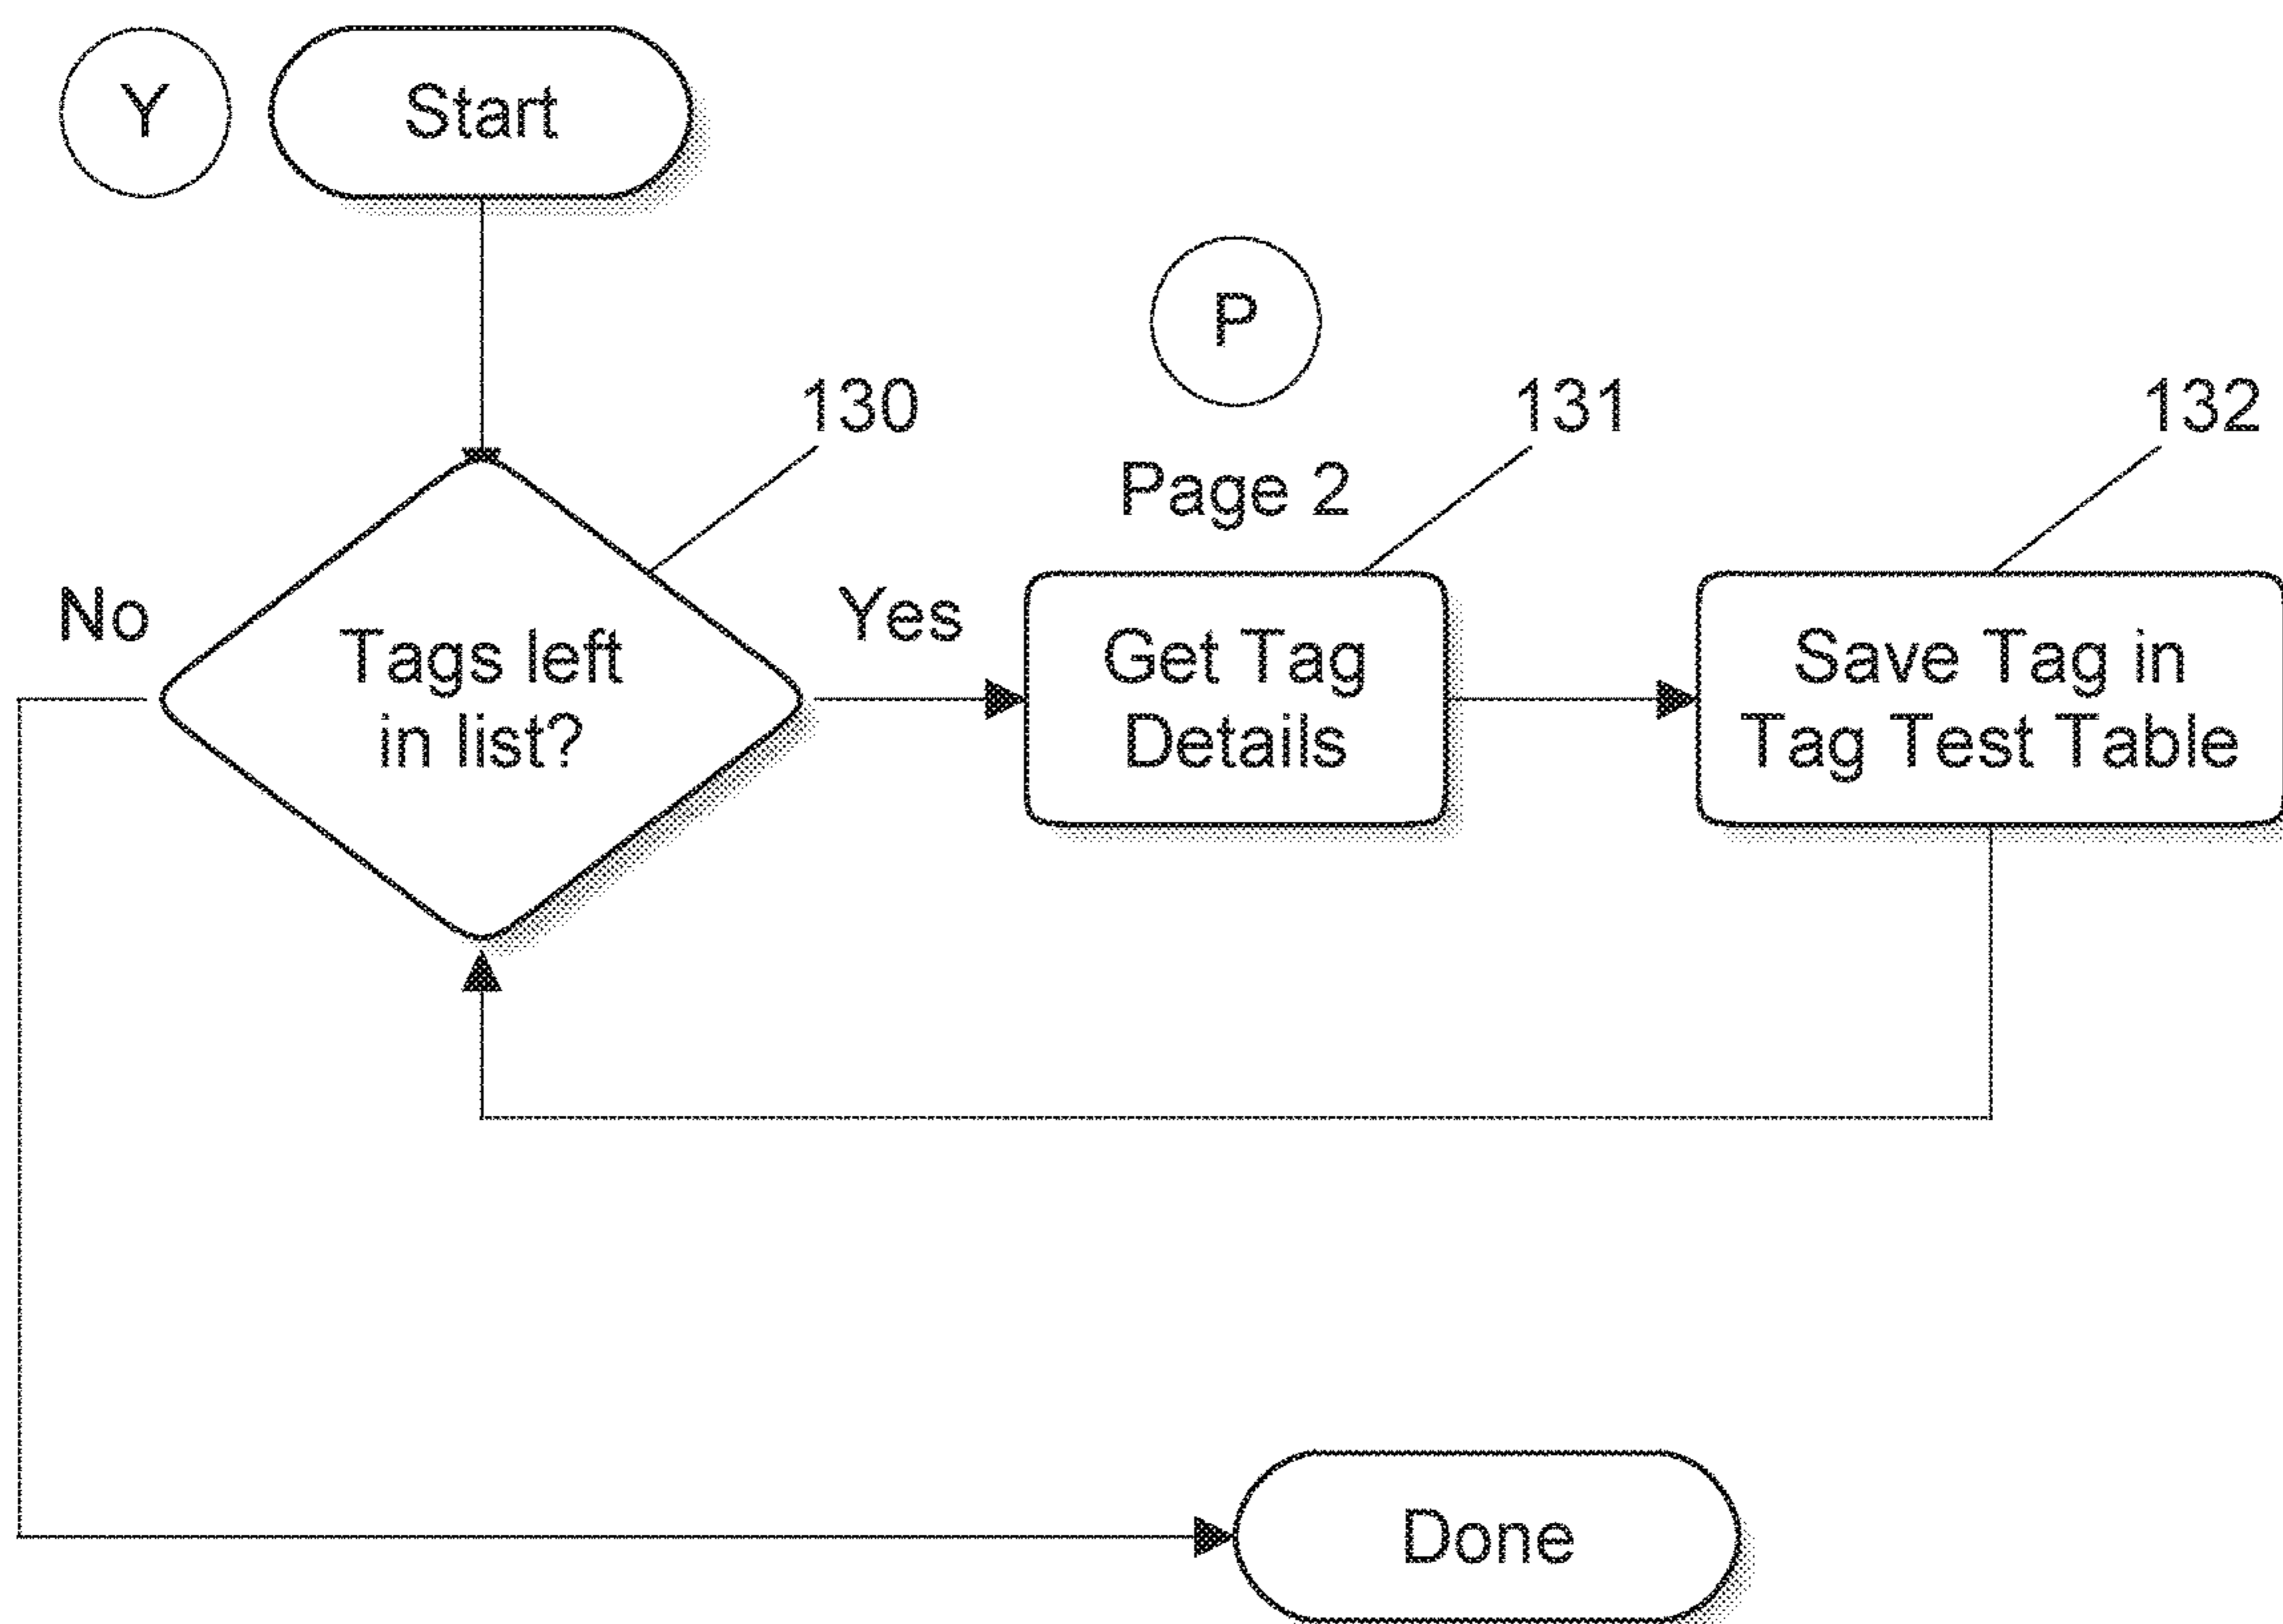 Y
Start
P
130
131
132
Page 2
No
Yes
Tags left
in list?
Get Tag
Details
Save Tag in
Tag Test Table
Done